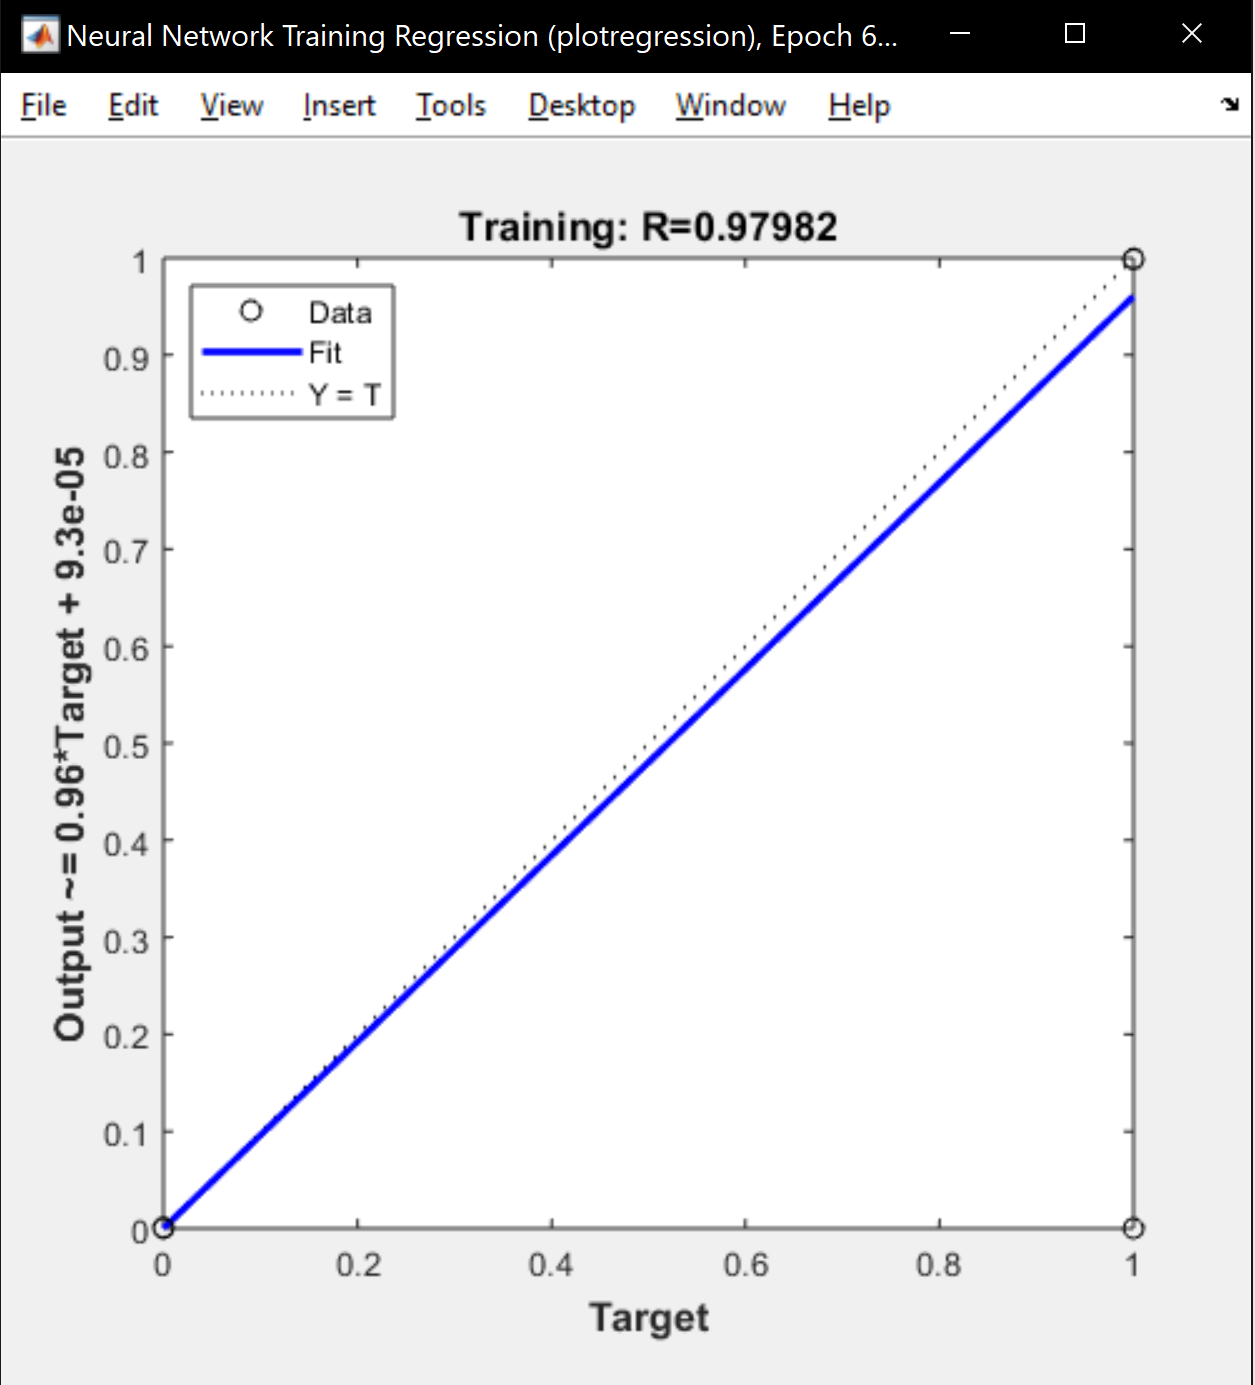 Neural Network Training Regression (plotregression), Epoch 6...
File Edit View Insert Tools Desktop Window Help
Training: R=0.97982
Data
Fit
Y = T
Output ~= 0.96*Target + 9.3e-05
1
0.9
0.8
0.7
0.6
0.5
0.4
0.3
0.2
0.1
0
0 0.2 0.4 0.6 0.8 1
Target